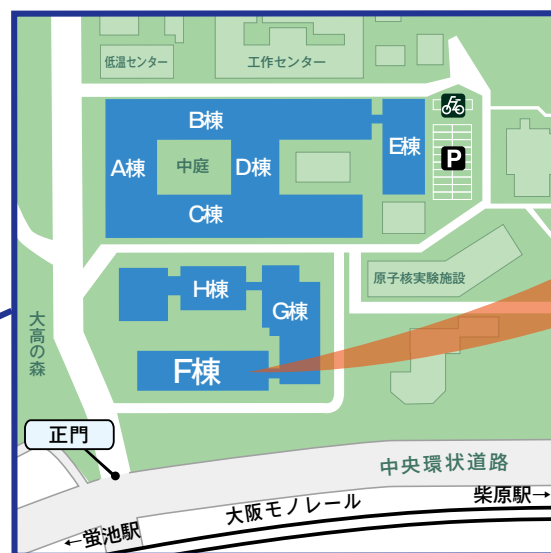 低温センター
工作センター
B棟
A棟
中庭
D棟
E棟
P
C棟
原子核実験施設
H棟
G棟
大高の森
F棟
正門
中央環状道路
柴原駅→
大阪モノレール
←蛍池駅